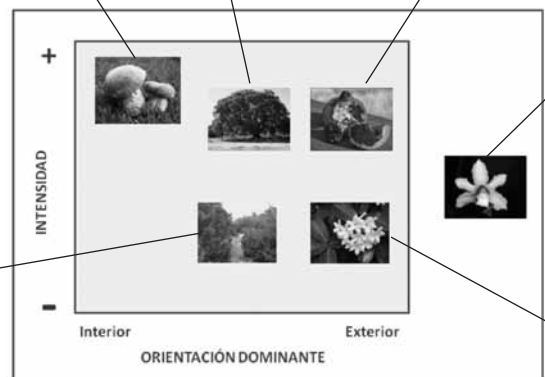 +
INTENSIDAD
-
Interior
Exterior
ORIENTACIÓN DOMINANTE